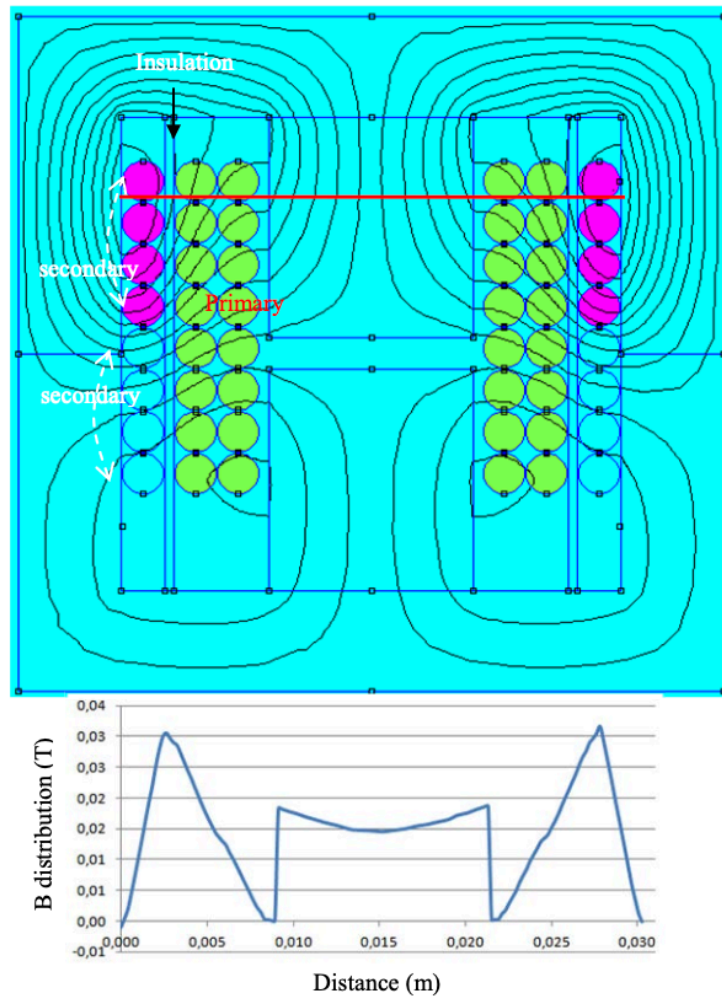 Insulation
secondary
Primary
secondary
B distribution (T)
0,04
0,03
0,03
0,02
0,02
0,01
0,01
0,00
-0,01
0,000 0,005 0,010 0,015 0,020 0,025 0,030
Distance (m)